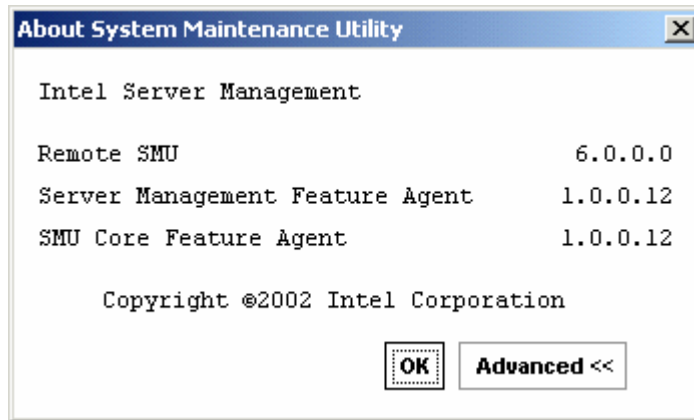 About System Maintenance Utility
Intel Server Management
Remote SMU 6.0.0.0
Server Management Feature Agent 1.0.0.12
SMU Core Feature Agent 1.0.0.12
Copyright ©2002 Intel Corporation
OK Advanced <<